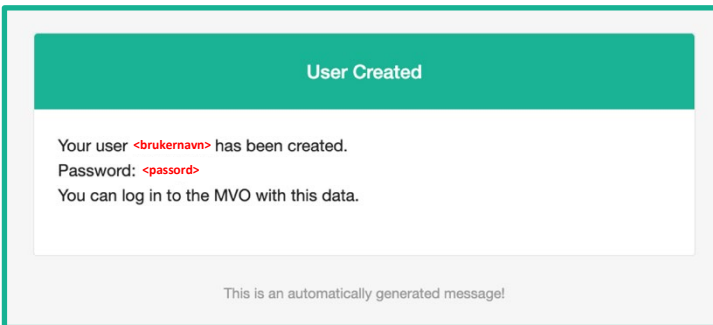 User Created
Your user <brukernavn> has been created.
Password: <passord>
You can log in to the MVO with this data.
This is an automatically generated message!